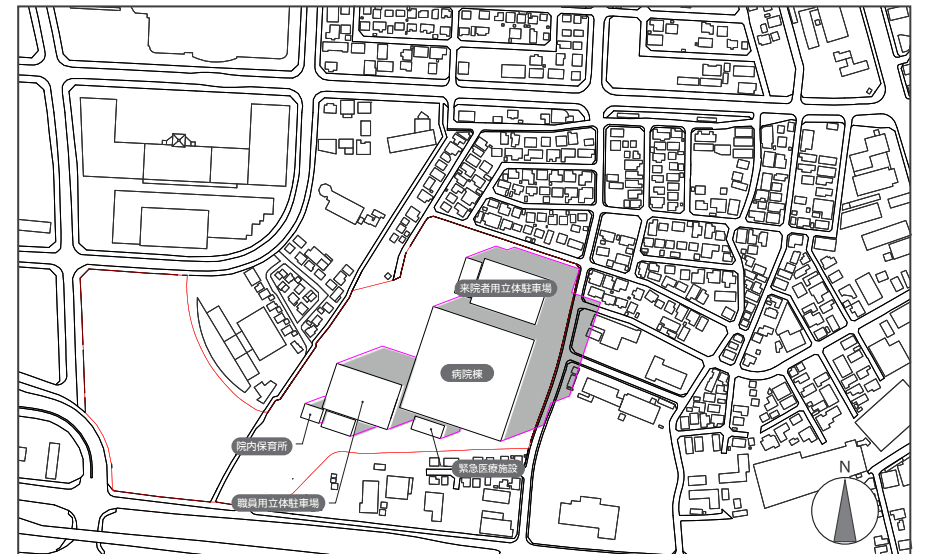 来院者用立体駐車場
病院棟
院内保育所
緊急医療施設
職員用立体駐車場
N